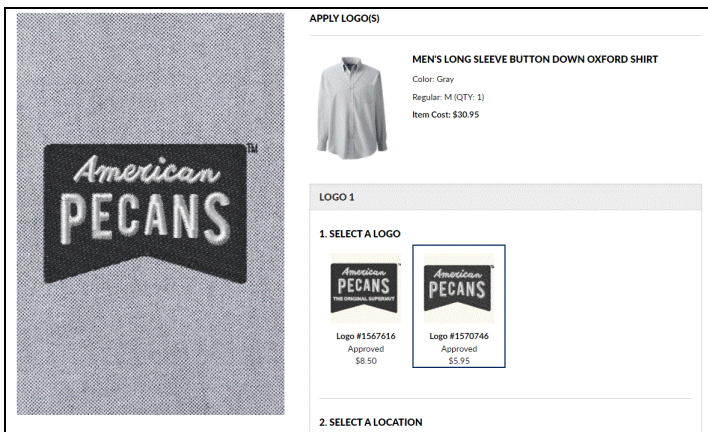 American
PECANS
TM
APPLY LOGO(S)
MEN'S LONG SLEEVE BUTTON DOWN OXFORD SHIRT
Color: Gray
Regular: M (QTY: 1)
Item Cost: $30.95
LOGO 1
1. SELECT A LOGO
American
PECANS
THE ORIGINAL SUPERNUT
Logo #1567616
Approved
$8.50
American
PECANS
Logo #1570746
Approved
$5.95
2. SELECT A LOCATION